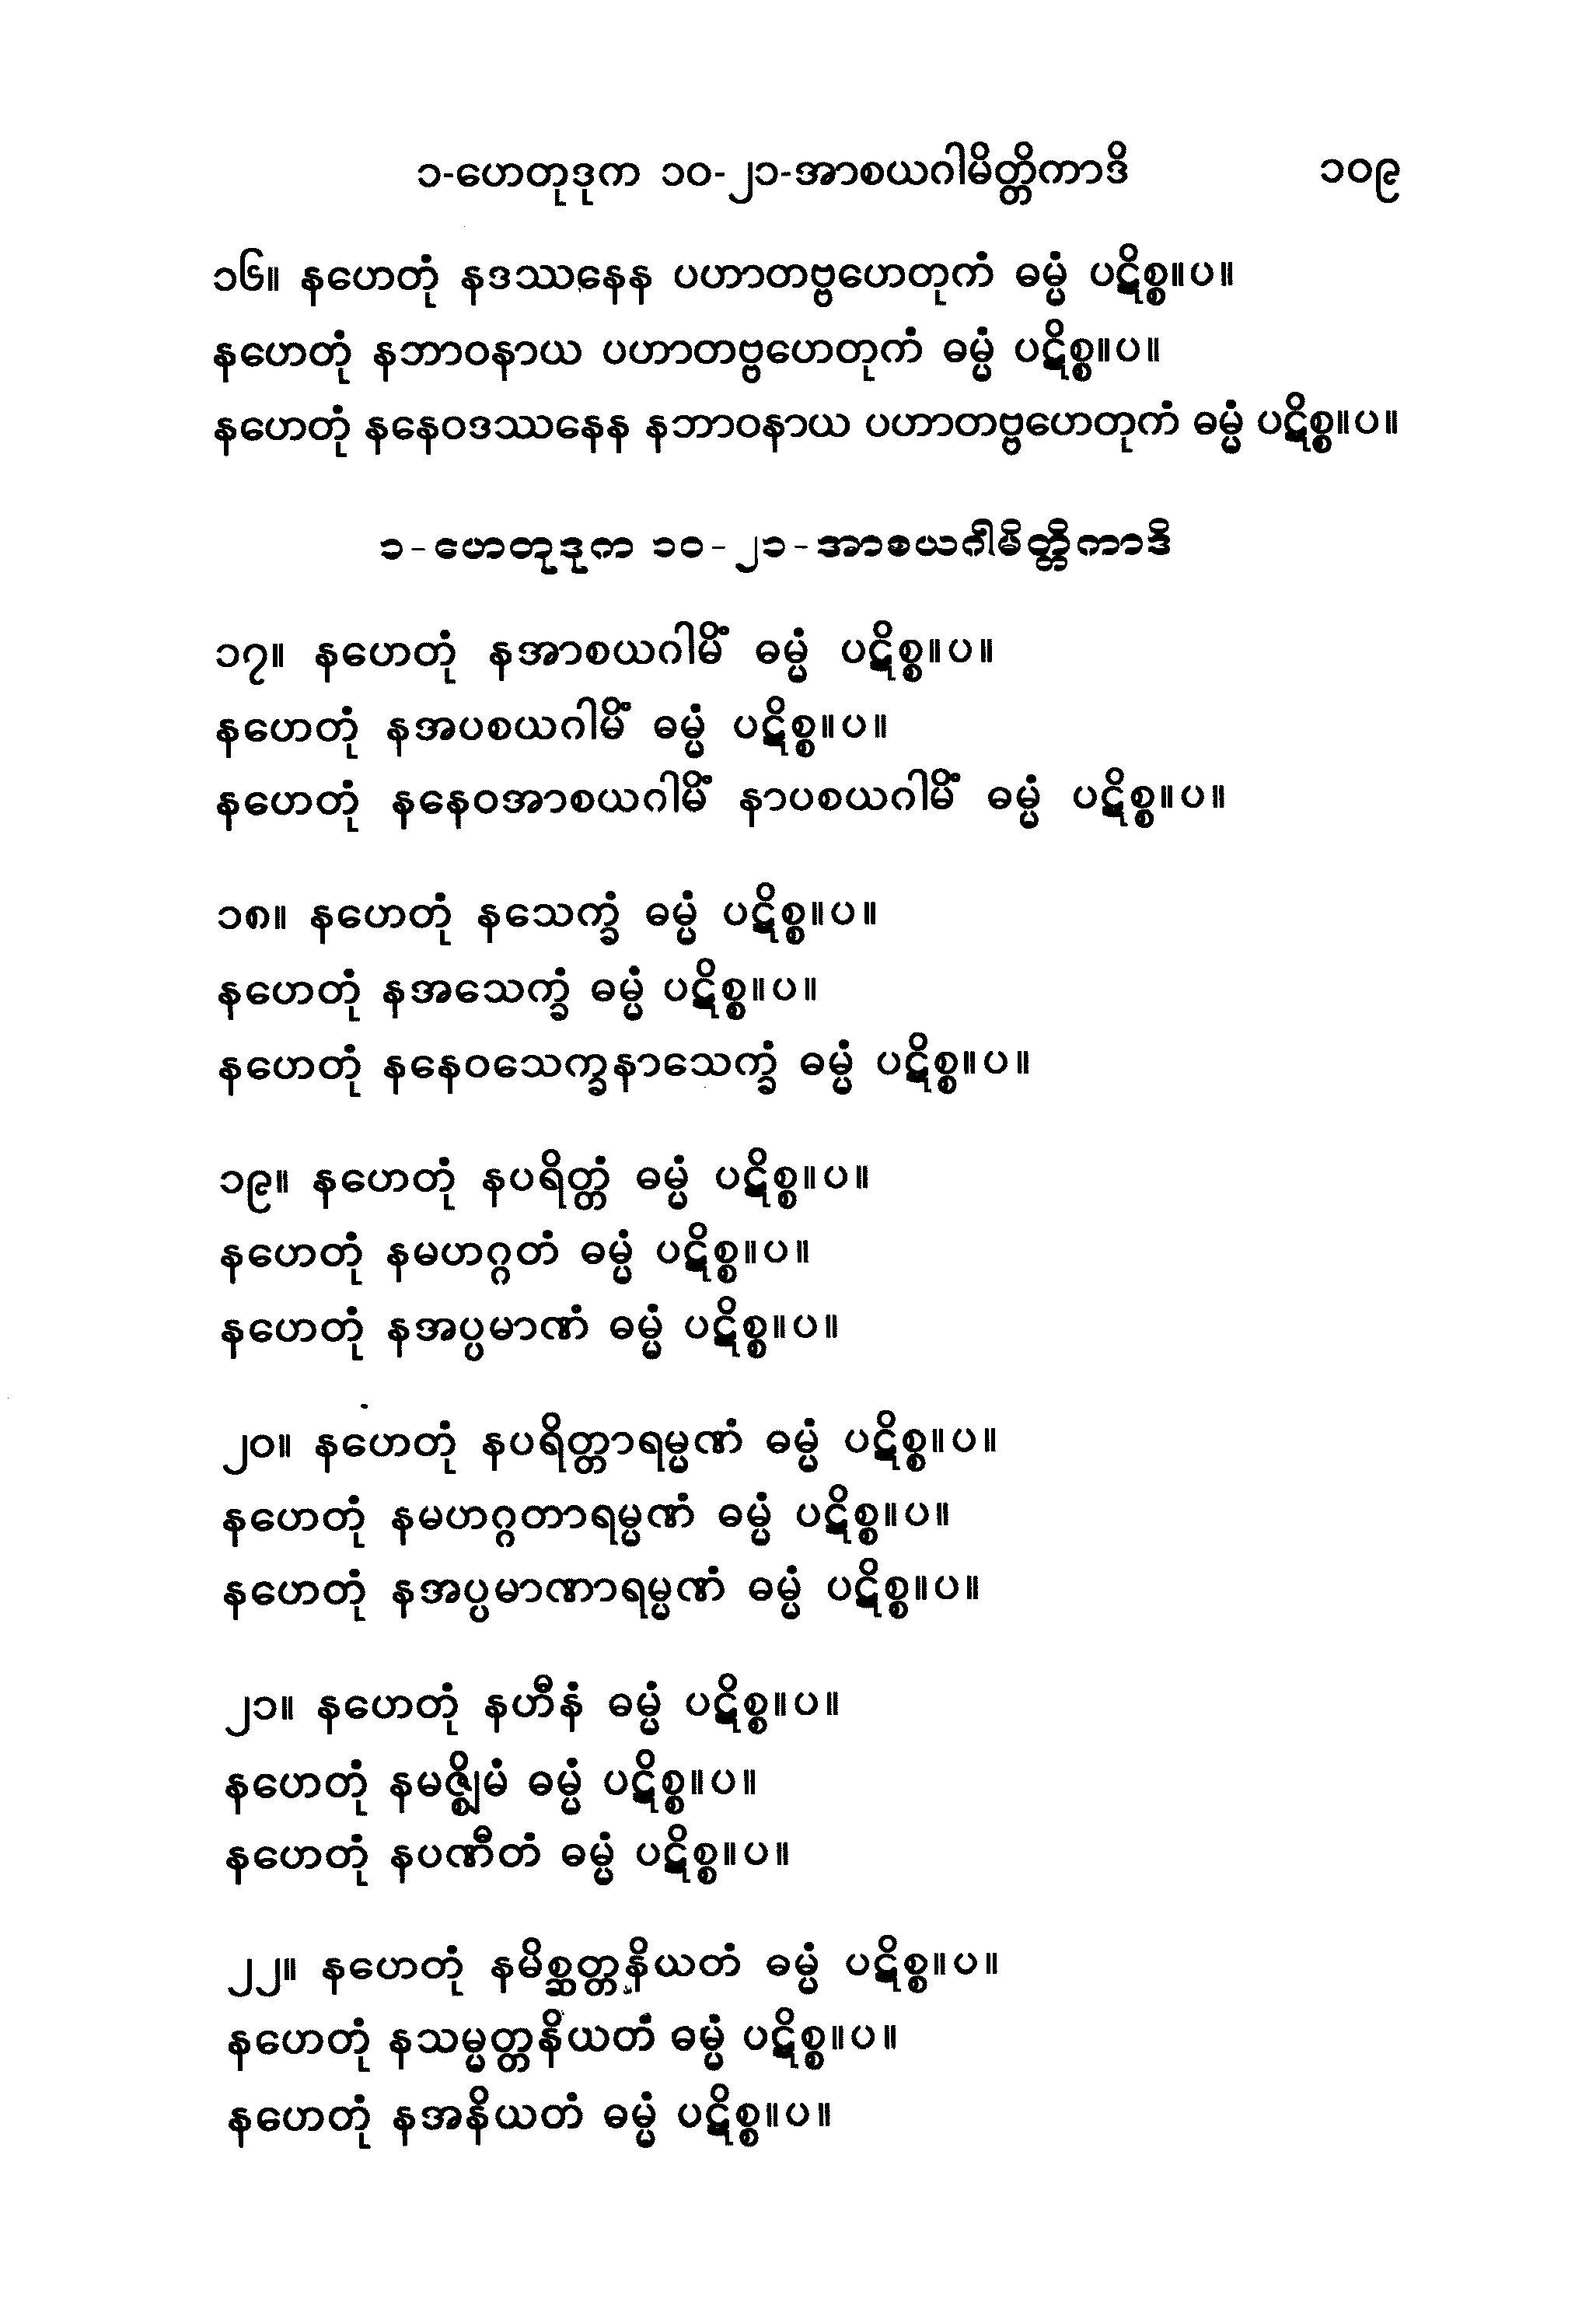 ၁-ဟေတုဒုက ၁၀-၂၁-အာစယဂါမိတ္တိကာဒိ ၁၀၉
၁၆။ နဟေတုံ နဒဿနေန ပဟာတဗ္ဗဟေတုကံ ဓမ္မံ ပဋိစ္စ။ပ။
နဟေတုံ နဘာဝနာယ ပဟာတဗ္ဗဟေတုကံ ဓမ္မံ ပဋိစ္စ။ပ။
နဟေတုံ နနေဝဒဿနေန နဘာဝနာယ ပဟာတဗ္ဗဟေတုကံ ဓမ္မံ ပဋိစ္စ။ပ။
၁-ဟေတုဒုက ၁၀-၂၁-အာစယဂါမိတ္တိကာဒိ
၁၇။ နဟေတုံ နအာစယဂါမိံ ဓမ္မံ ပဋိစ္စ။ပ။
နဟေတုံ နအပစယဂါမိံ ဓမ္မံ ပဋိစ္စ။ပ။
နဟေတုံ နနေဝအာစယဂါမိံ နာပစယဂါမိံ ဓမ္မံ ပဋိစ္စ။ပ။
၁၈။ နဟေတုံ နသေက္ခံ ဓမ္မံ ပဋိစ္စ။ပ။
နဟေတုံ နအသေက္ခံ ဓမ္မံ ပဋိစ္စ။ပ။
နဟေတုံ နနေဝသေက္ခနာသေက္ခံ ဓမ္မံ ပဋိစ္စ။ပ။
၁၉။ နဟေတုံ နပရိတ္တံ ဓမ္မံ ပဋိစ္စ။ပ။
နဟေတုံ နမဟဂ္ဂတံ ဓမ္မံ ပဋိစ္စ။ပ။
နဟေတုံ နအပ္ပမာဏံ ဓမ္မံ ပဋိစ္စ။ပ။
၂၀။ နဟေတုံ နပရိတ္တာရမ္မဏံ ဓမ္မံ ပဋိစ္စ။ပ။
နဟေတုံ နမဟဂ္ဂတာရမ္မဏံ ဓမ္မံ ပဋိစ္စ။ပ။
နဟေတုံ နအပ္ပမာဏာရမ္မဏံ ဓမ္မံ ပဋိစ္စ။ပ။
၂၁။ နဟေတုံ နဟီနံ ဓမ္မံ ပဋိစ္စ။ပ။
နဟေတုံ နမဇ္ဈိမံ ဓမ္မံ ပဋိစ္စ။ပ။
နဟေတုံ နပဏီတံ ဓမ္မံ ပဋိစ္စ။ပ။
၂၂။ နဟေတုံ နမိစ္ဆတ္တနိယတံ ဓမ္မံ ပဋိစ္စ။ပ။
နဟေတုံ နသမ္မတ္တနိယတံ ဓမ္မံ ပဋိစ္စ။ပ။
နဟေတုံ နအနိယတံ ဓမ္မံ ပဋိစ္စ။ပ။